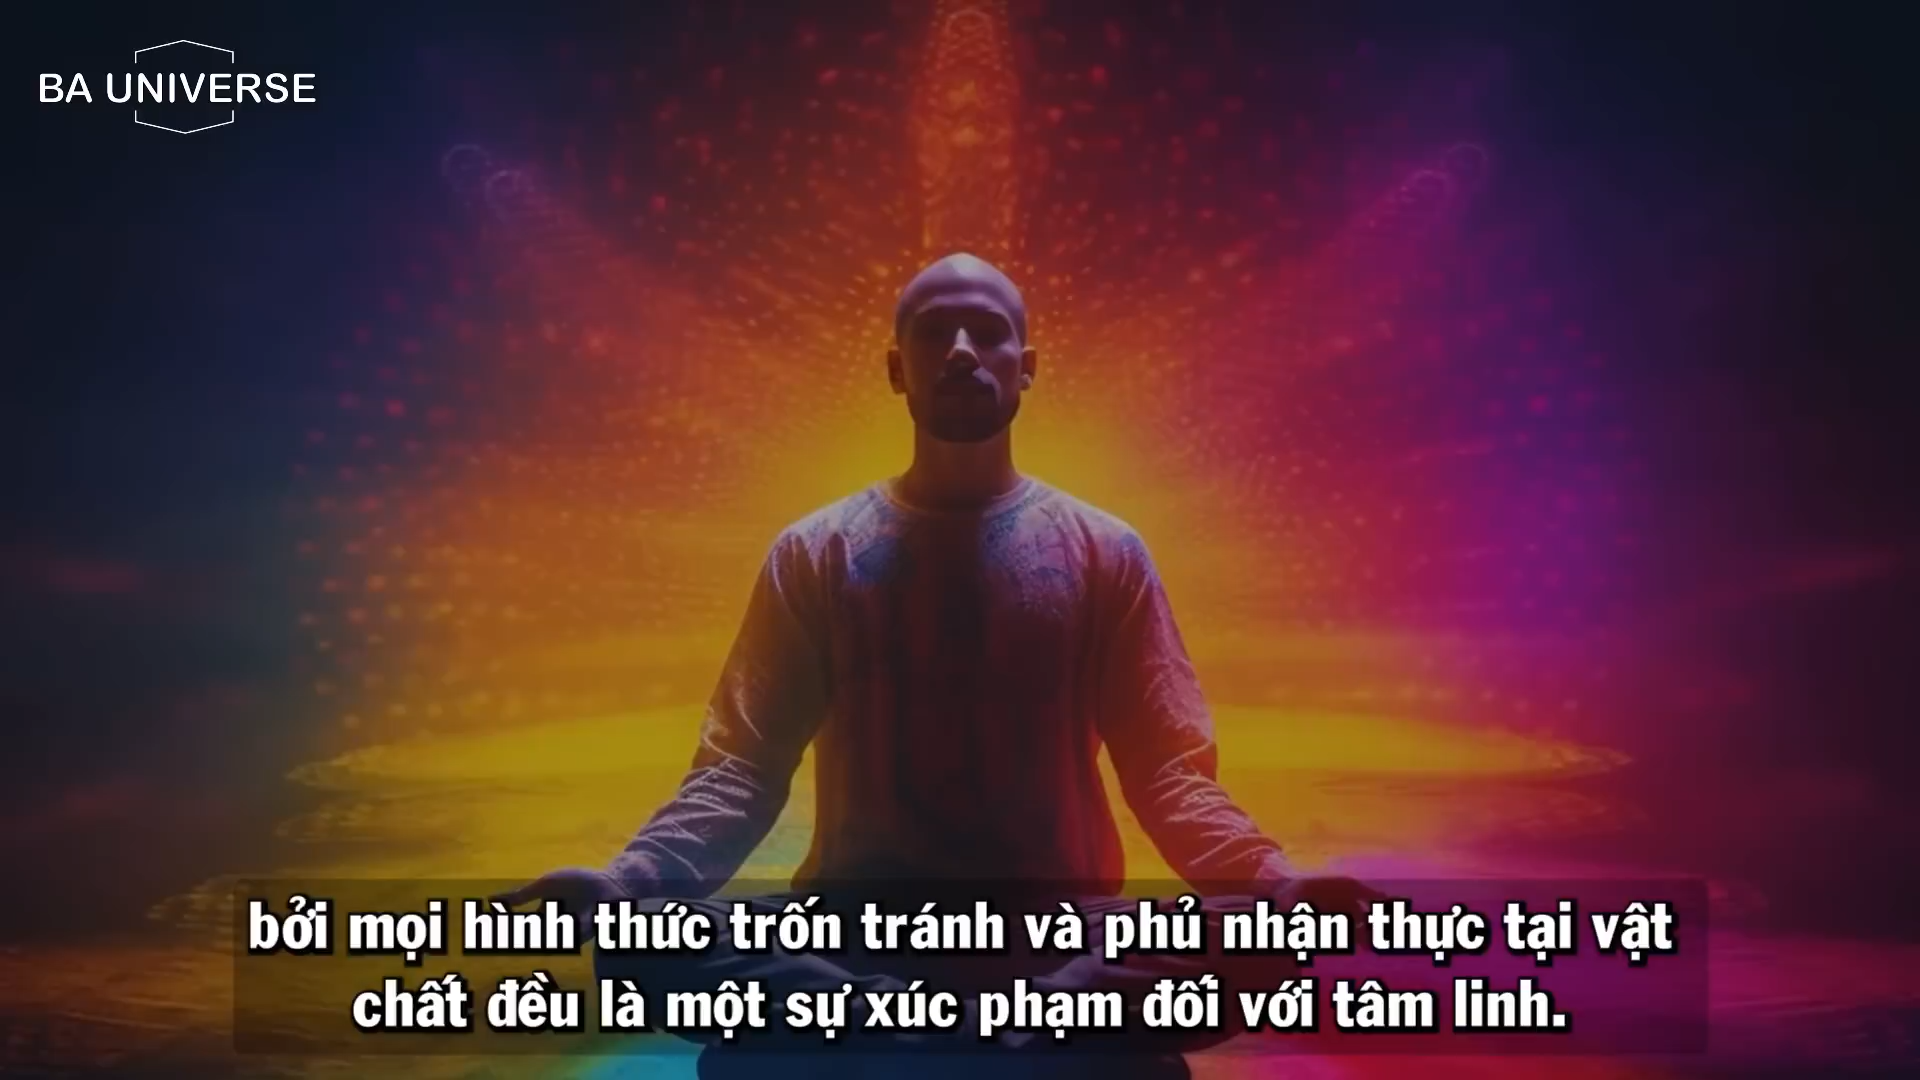 BA UNIVERSE
bởi mọi hình thức trốn tránh và phủ nhận thực tại vật
chất đều là một sự xúc phạm đối với tâm linh.